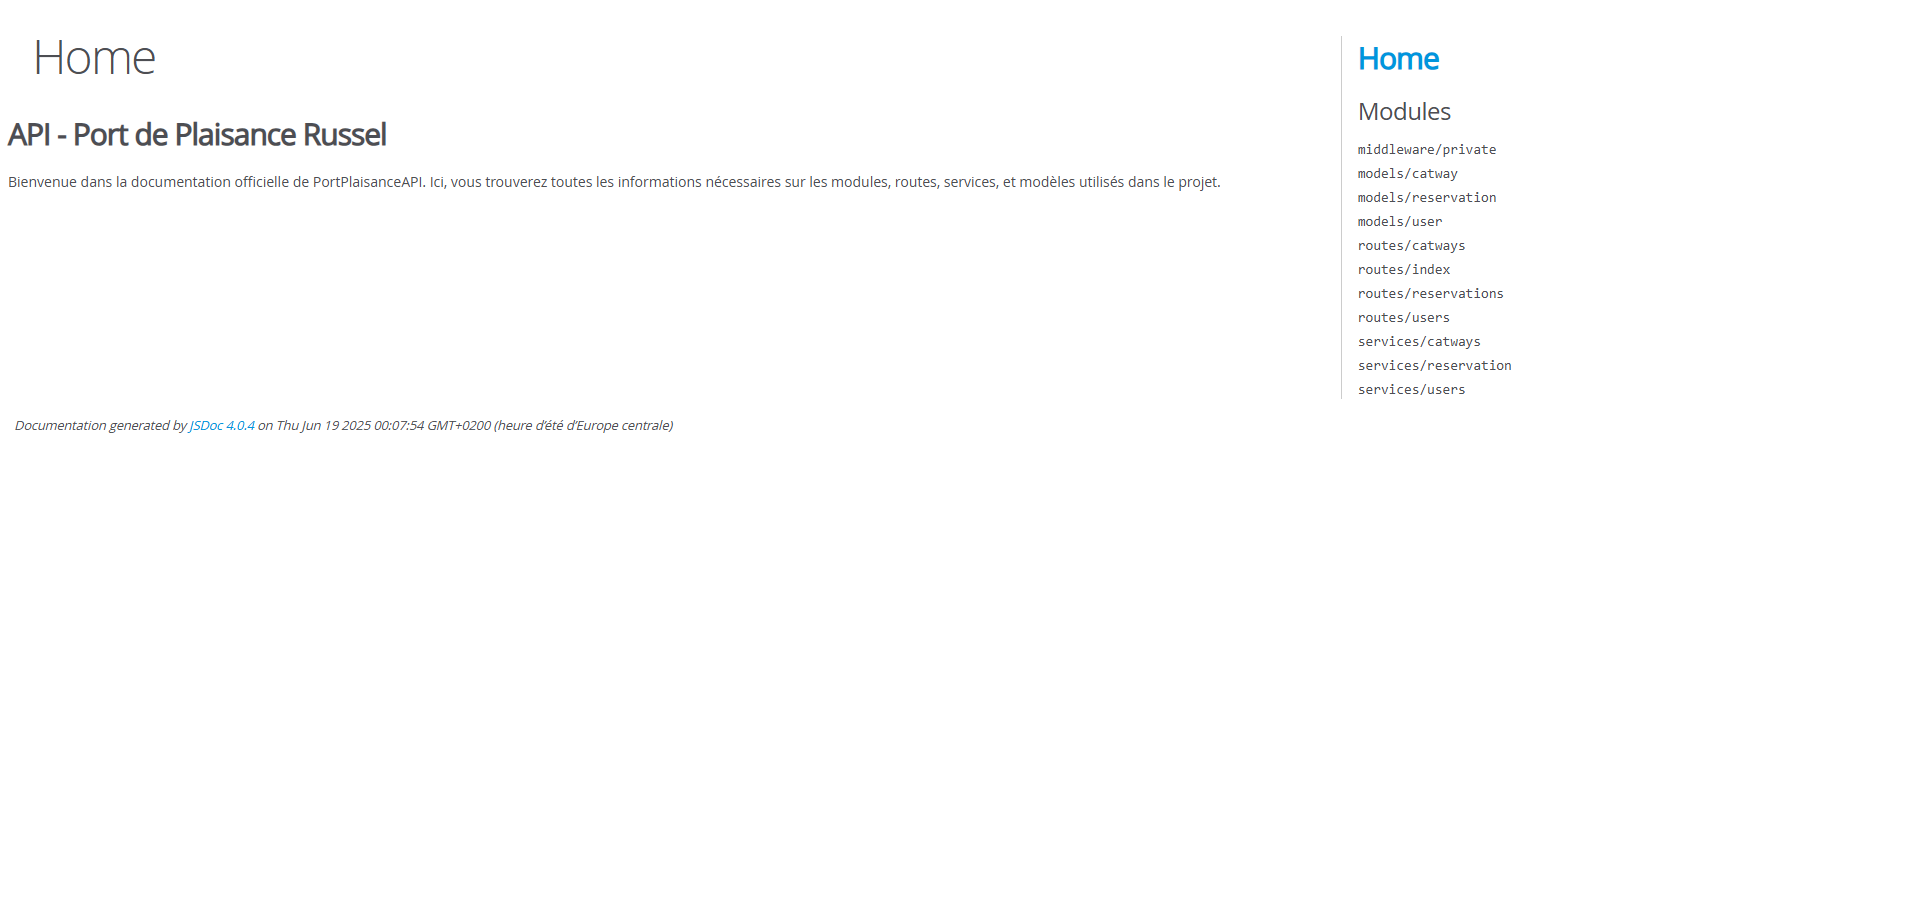 Home
API - Port de Plaisance Russel
Bienvenue dans la documentation officielle de PortPlaisanceAPI. Ici, vous trouverez toutes les informations nécessaires sur les modules, routes, services, et modèles utilisés dans le projet.
Home
Modules
middleware/private
models/catway
models/reservation
models/user
routes/catways
routes/index
routes/reservations
routes/users
services/catways
services/reservation
services/users
Documentation generated by JSDoc 4.0.4 on Thu Jun 19 2025 00:07:54 GMT+0200 (heure d’été d’Europe centrale)